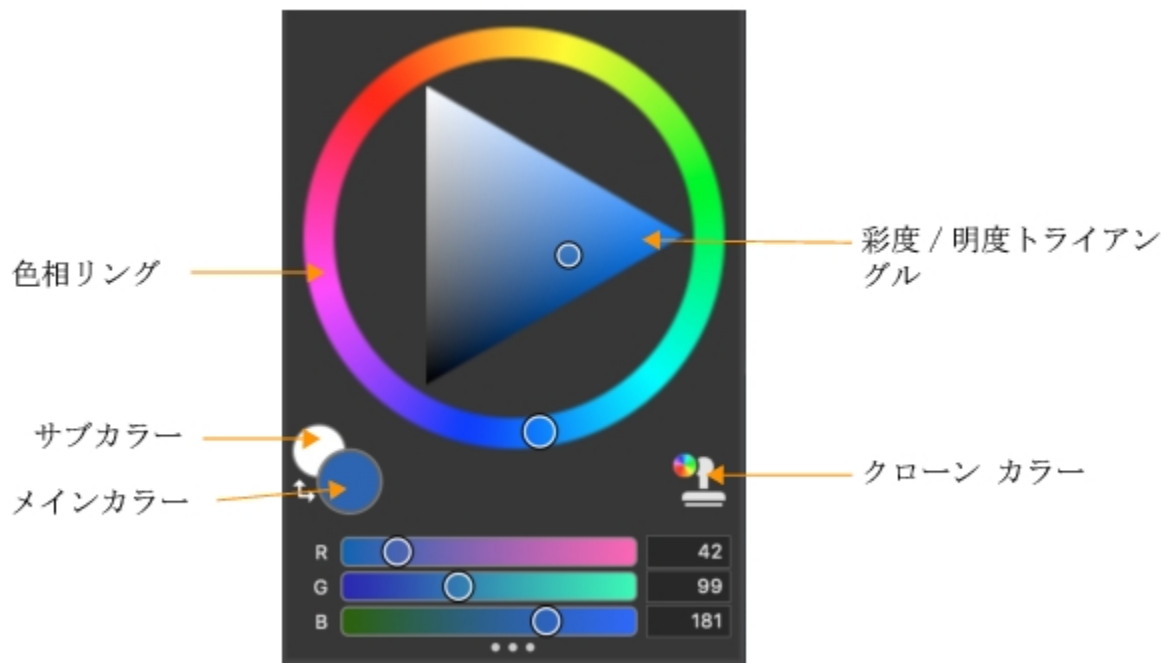 彩度 / 明度トライアン
グル
色相リング
サブカラー
メインカラー
クローン カラー
R 42
G 99
B 181